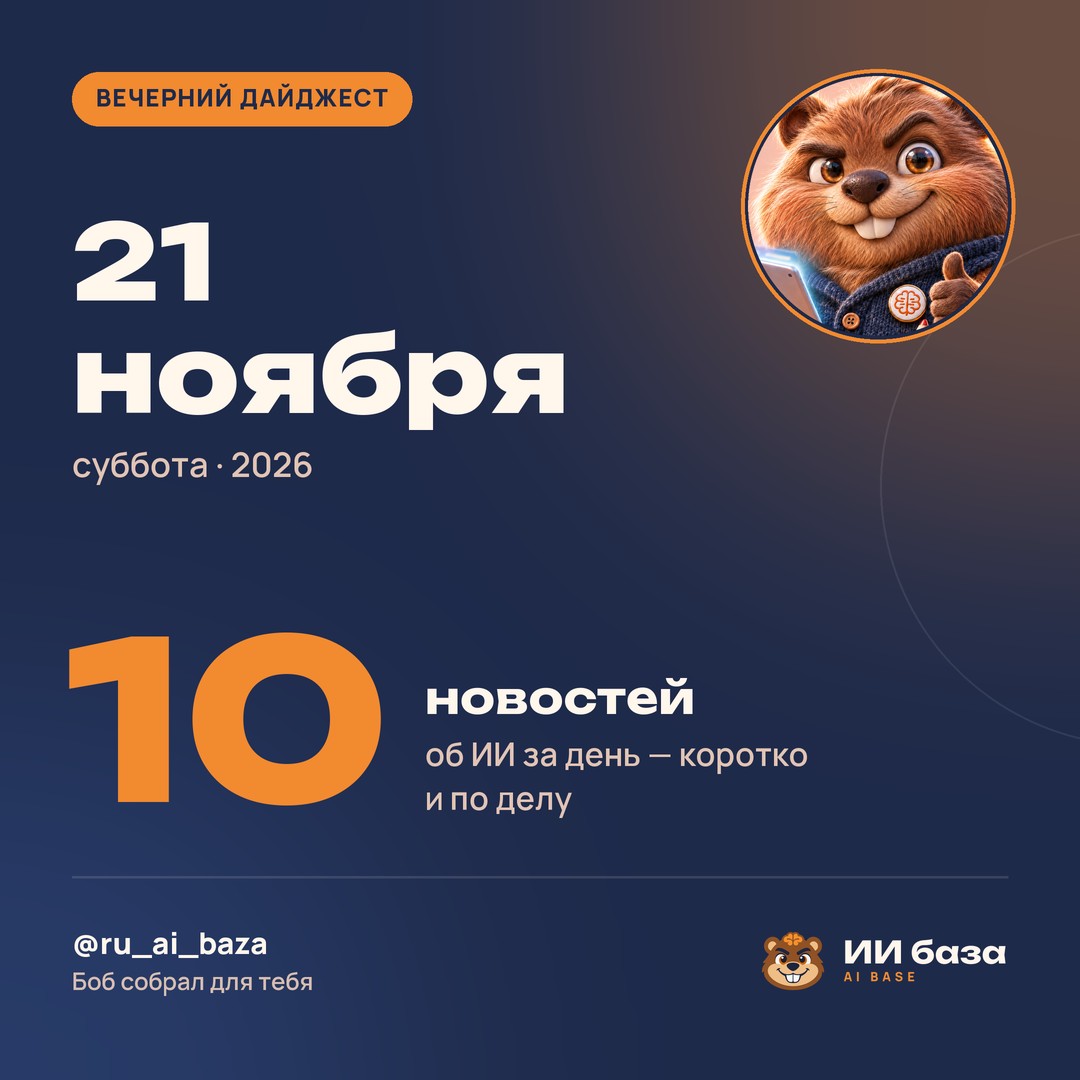 ВЕЧЕРНИЙ ДАЙДЖЕСТ
21
ноября
суббота · 2026
10
новостей
об ИИ за день — коротко
и по делу
@ru_ai_baza
Боб собрал для тебя
ИИ база
AI BASE